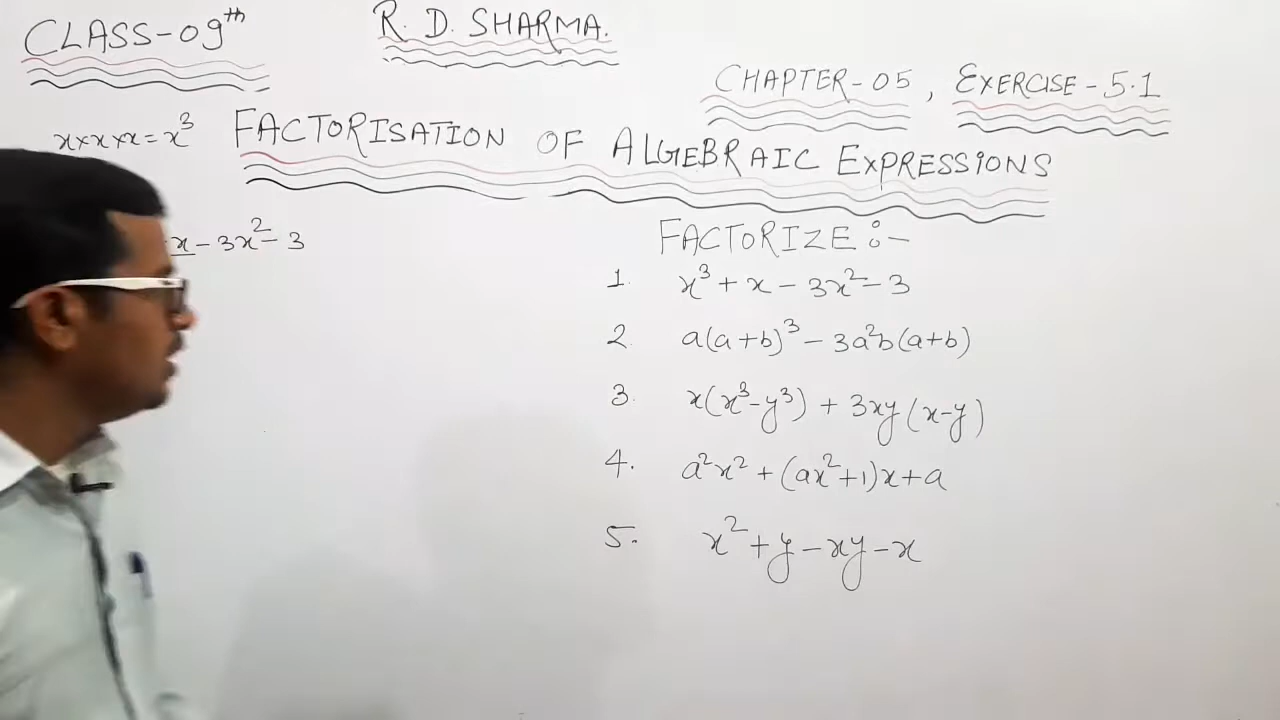 CLASS-09th
R. D. SHARMA.
CHAPTER-05, EXERCISE-5.1
x×x×x=x³
FACTORISATION OF ALGEBRAIC EXPRESSIONS
x - 3x² - 3
FACTORIZE :-
1. x³ + x - 3x² - 3
2. a(a+b)³ - 3a²b(a+b)
3. x(x³-y³) + 3xy(x-y)
4. a²x² + (ax²+1)x+a
5. x²+y-xy-x